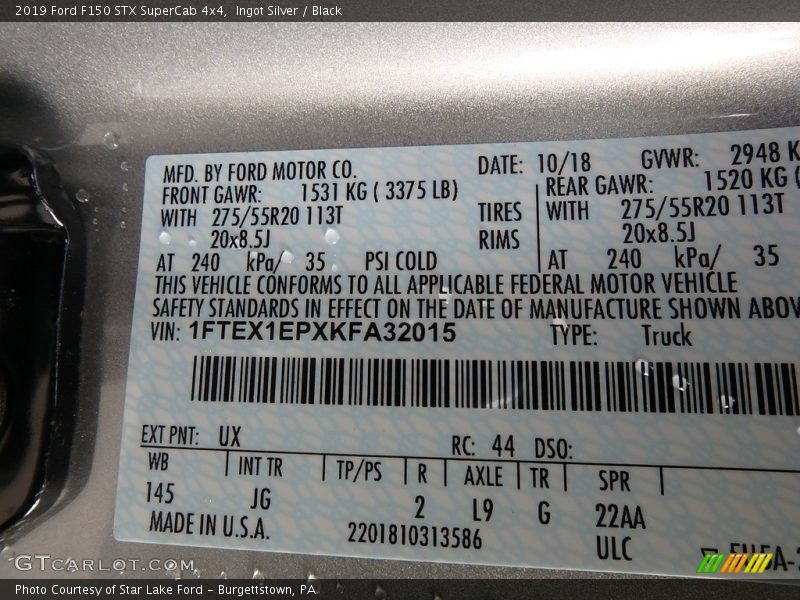 2019 Ford F150 STX SuperCab 4x4, Ingot Silver / Black
MFD. BY FORD MOTOR CO. DATE: 10/18 GVWR: 2948 K
FRONT GAWR: 1531 KG ( 3375 LB) REAR GAWR: 1520 KG (
WITH 275/55R20 113T TIRES WITH 275/55R20 113T
20x8.5J RIMS 20x8.5J
AT 240 kPa/ 35 PSI COLD AT 240 kPa/ 35
THIS VEHICLE CONFORMS TO ALL APPLICABLE FEDERAL MOTOR VEHICLE
SAFETY STANDARDS IN EFFECT ON THE DATE OF MANUFACTURE SHOWN ABOV
VIN: 1FTEX1EPXKFA32015 TYPE: Truck
EXT PNT: UX RC: 44 DSO:
WB INT TR TP/PS R AXLE TR SPR
145 JG 2 L9 G 22AA
MADE IN U.S.A. 2201810313586 ULC
GTCarLot.com
Photo Courtesy of Star Lake Ford - Burgettstown, PA